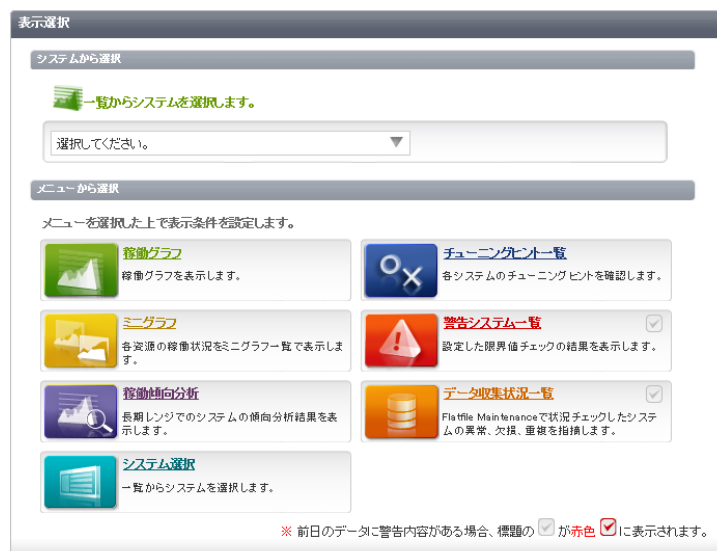 表示選択
システムから選択
一覧からシステムを選択します。
選択してください。
メニューから選択
メニューを選択した上で表示条件を設定します。
稼働グラフ
稼働グラフを表示します。
チューニングヒント一覧
各システムのチューニングヒントを確認します。
ミニグラフ
各資源の稼働状況をミニグラフ一覧で表示しま
す。
警告システム一覧
設定した限界値チェックの結果を表示します。
稼働傾向分析
長期レンジでのシステムの傾向分析結果を表
示します。
データ収集状況一覧
Flatfile Maintenanceで状況チェックしたシステ
ムの異常、欠損、重複を指摘します。
システム選択
一覧からシステムを選択します。
※ 前日のデータに警告内容がある場合、標題の が赤色 に表示されます。